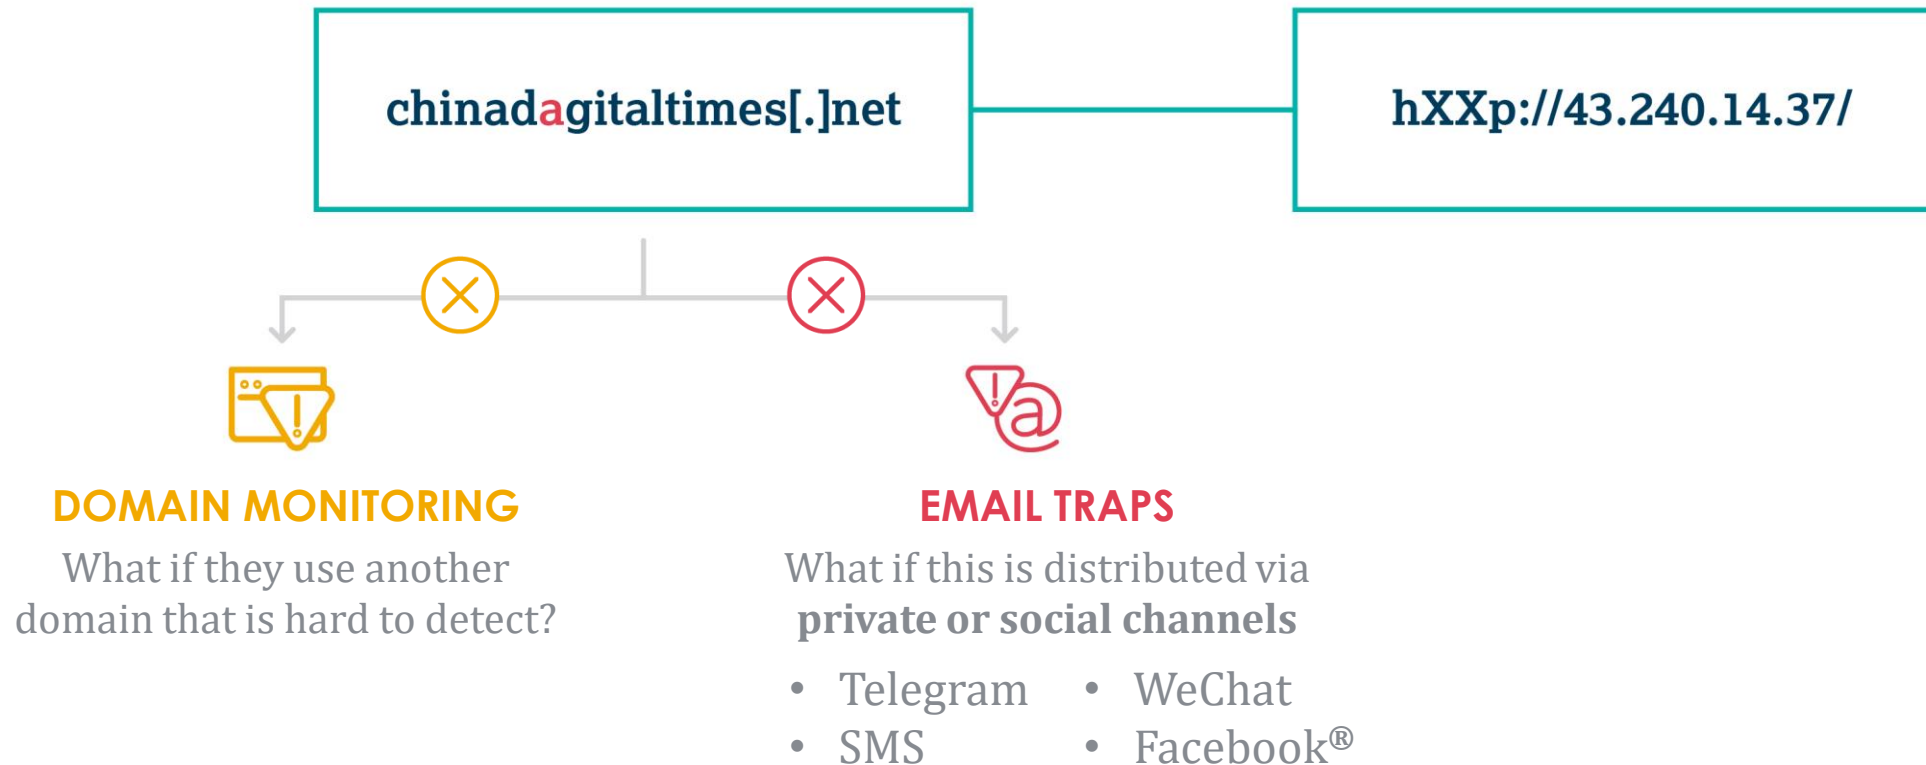 chinadagitaltimes[.]net
hXXp://43.240.14.37/
DOMAIN MONITORING
What if they use another
domain that is hard to detect?
EMAIL TRAPS
What if this is distributed via
private or social channels
• Telegram
• SMS
• WeChat
• Facebook®